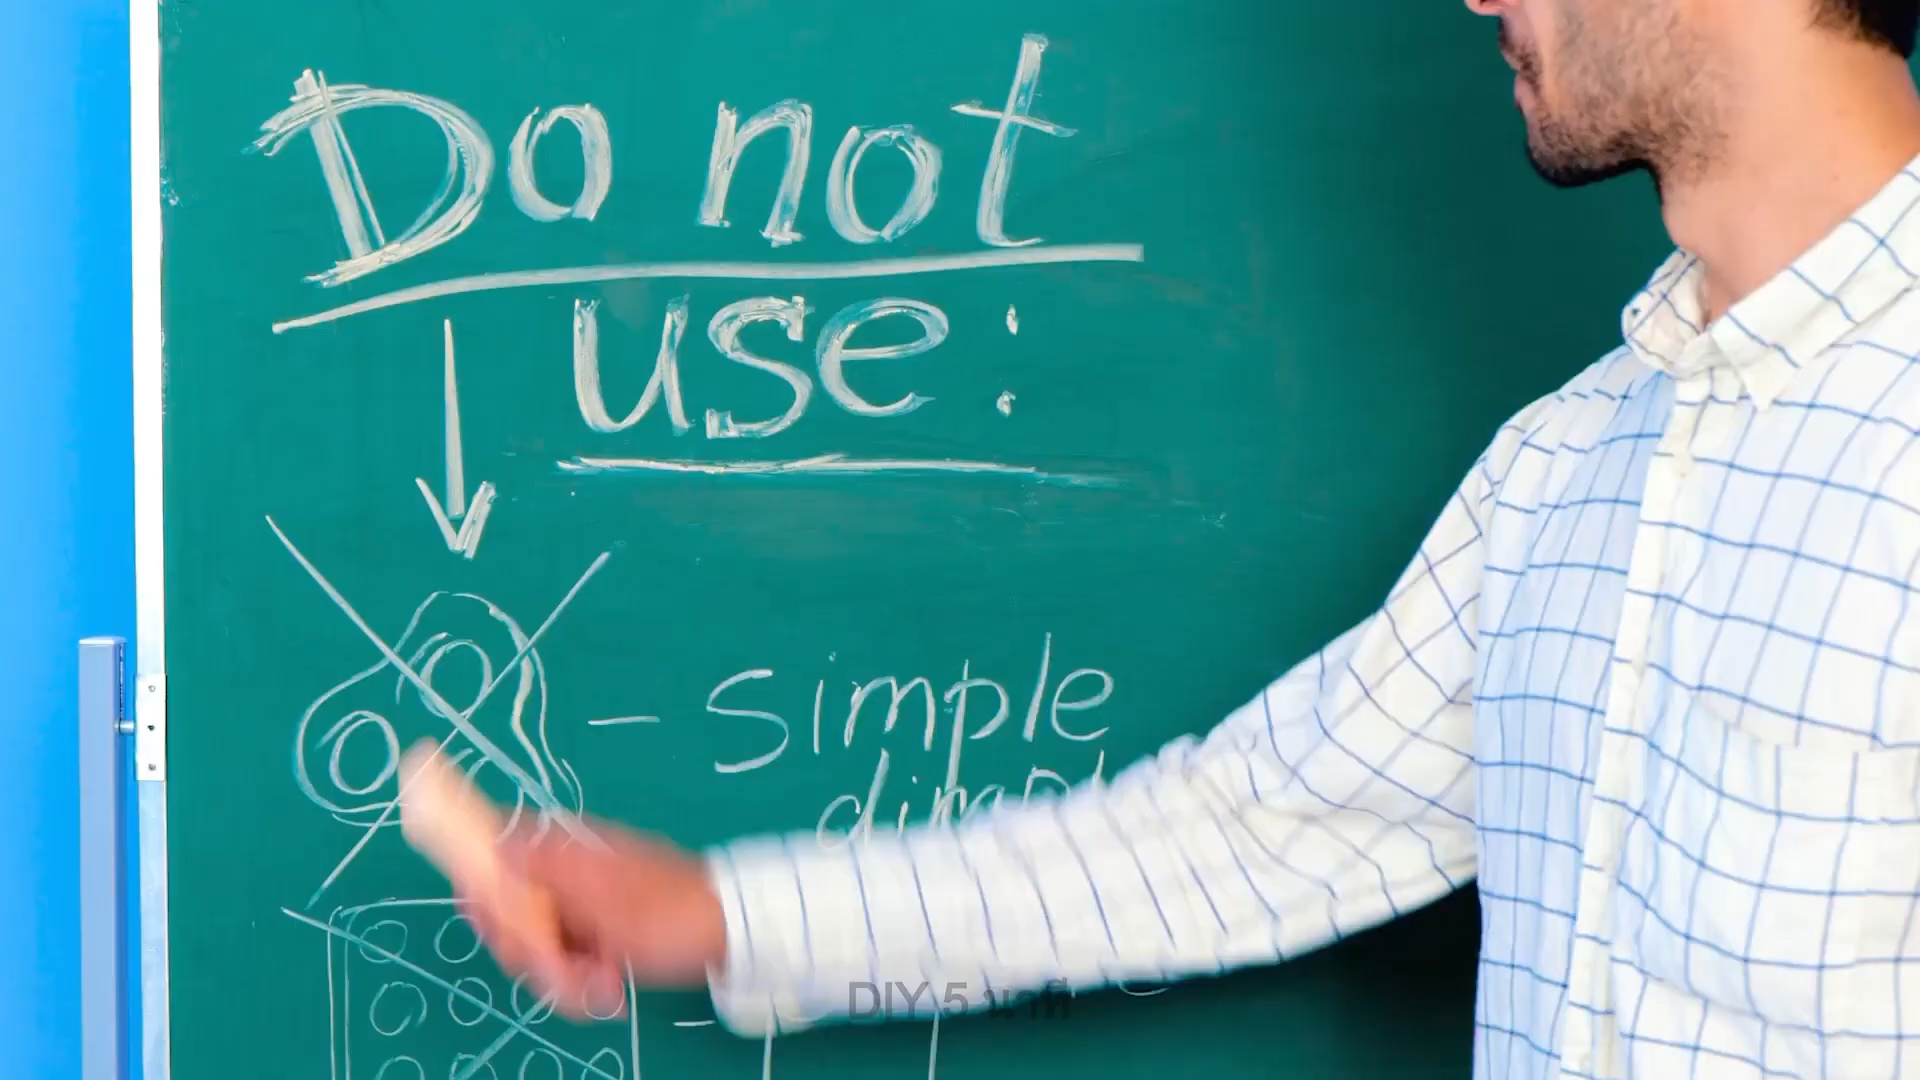 Do not
use:
– simple
–
DIY 5 นาที